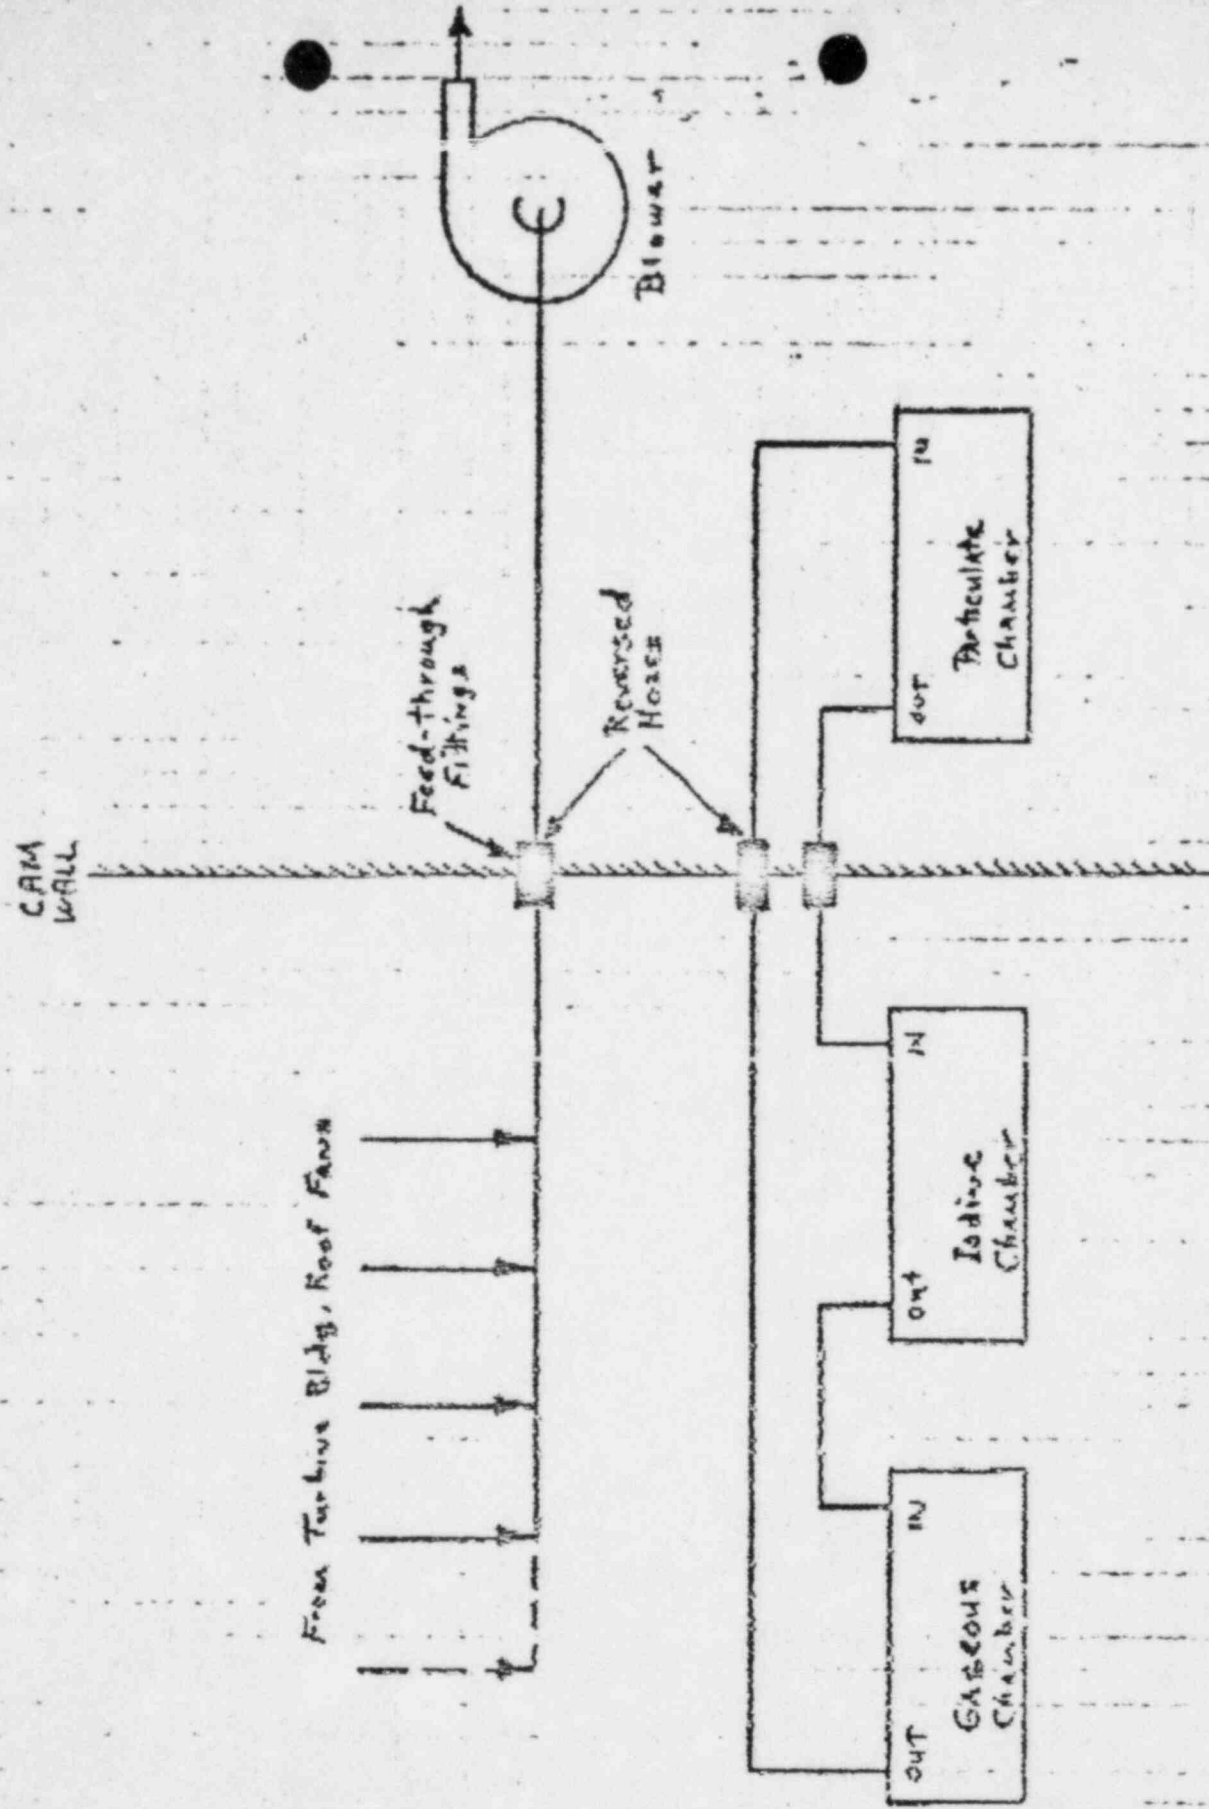 CAM
WALL
From Turbine Bldg. Roof Fans
Feed-through
Fittings
Blower
Reversed
Hoses
OUT
IN
Gaseous
Chamber
Out
IN
Iodine
Chamber
OUT
IN
Particulate
Chamber